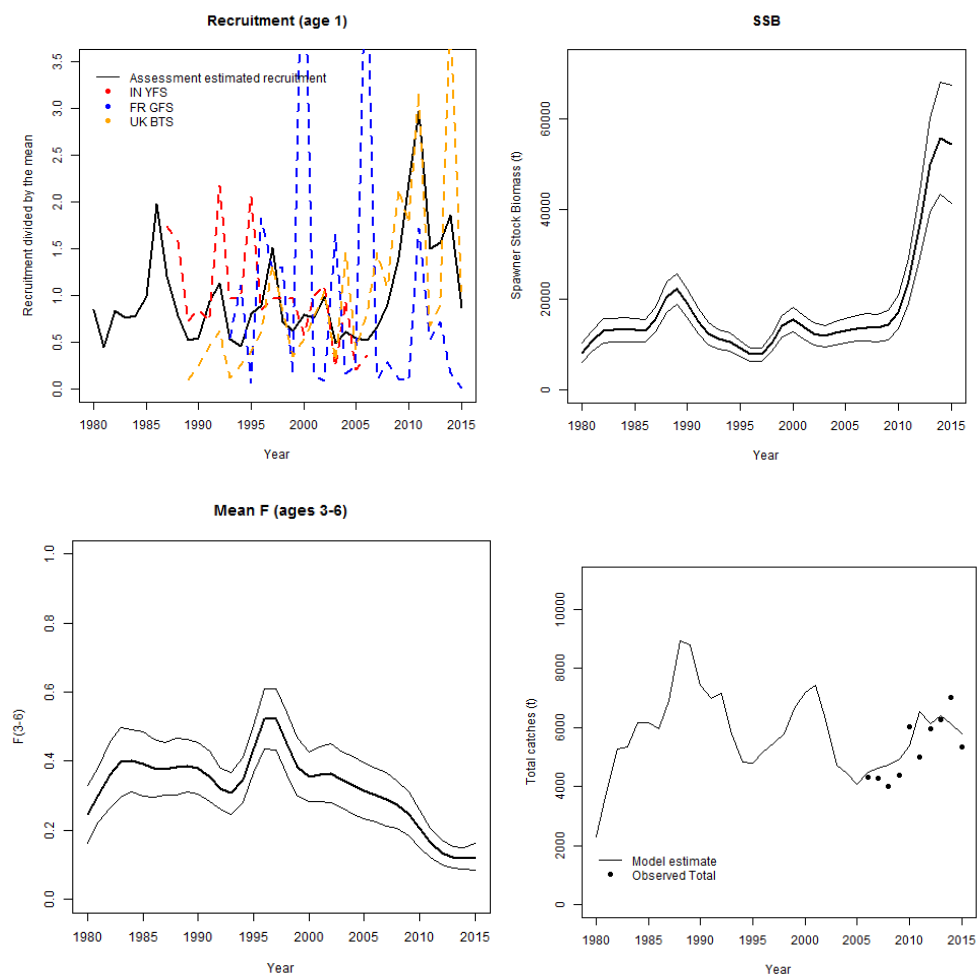 Recruitment (age 1)
Recruitment divided by the mean
3.5
3.0
2.5
2.0
1.5
1.0
0.5
0.0
Assessment estimated recruitment
IN YFS
FR GFS
UK BTS
1980 1985 1990 1995 2000 2005 2010 2015
Year
SSB
Spawner Stock Biomass (t)
60000
40000
20000
0
1980 1985 1990 1995 2000 2005 2010 2015
Year
Mean F (ages 3-6)
F(3-6)
1.0
0.8
0.6
0.4
0.2
0.0
1980 1985 1990 1995 2000 2005 2010 2015
Year
Total catches (t)
10000
8000
6000
4000
2000
0
Model estimate
Observed Total
1980 1985 1990 1995 2000 2005 2010 2015
Year